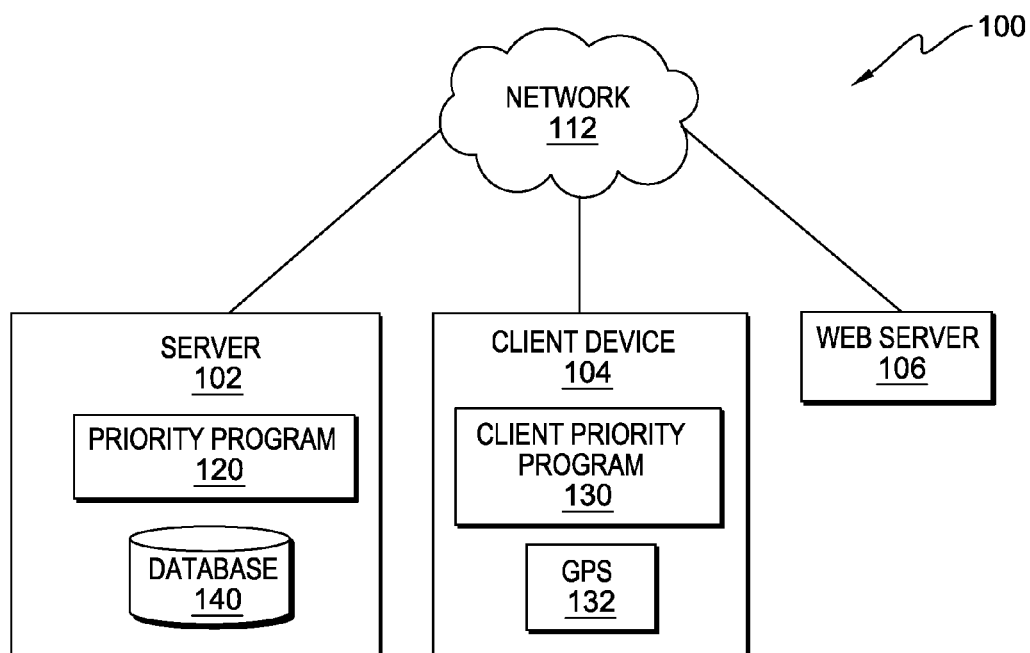 100
NETWORK
112
SERVER
102
PRIORITY PROGRAM
120
DATABASE
140
CLIENT DEVICE
104
CLIENT PRIORITY
PROGRAM
130
GPS
132
WEB SERVER
106